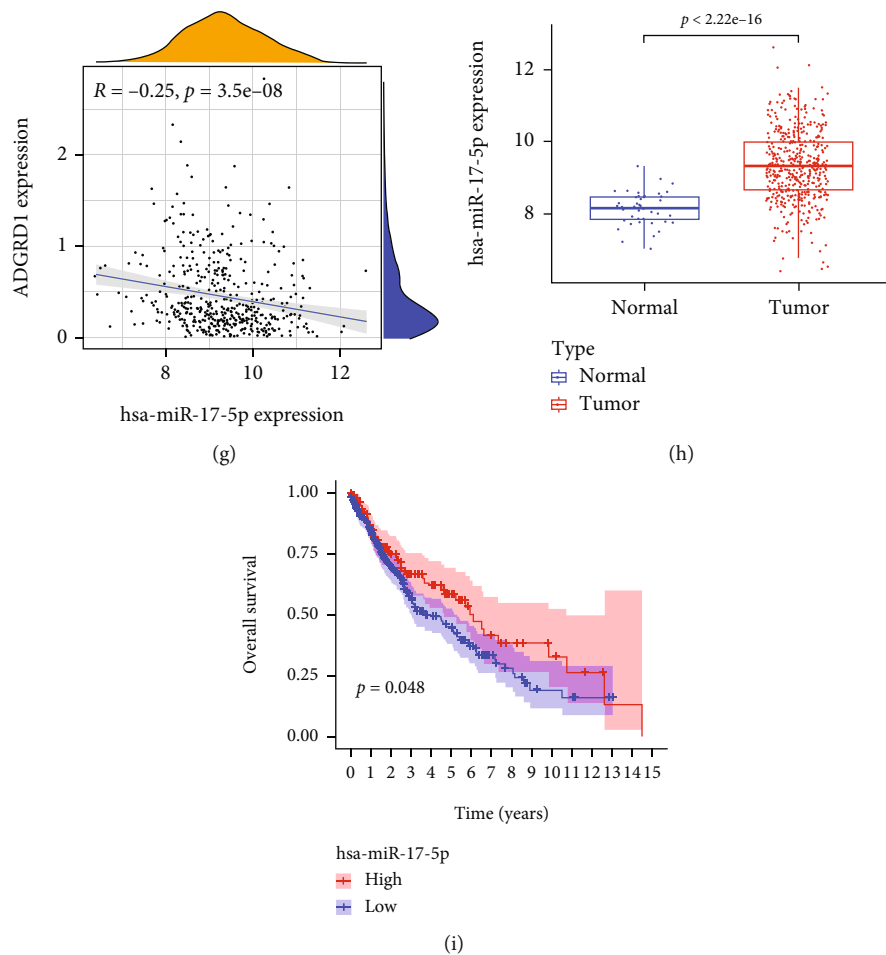 R = –0.25, p = 3.5e–08
ADGRD1 expression
2
1
0
8
10
12
hsa-miR-17-5p expression
(g)
p < 2.22e–16
hsa-miR-17-5p expression
12
10
8
Normal
Tumor
Type
Normal
Tumor
(h)
Overall survival
1.00
0.75
0.50
0.25
0.00
p = 0.048
0 1 2 3 4 5 6 7 8 9 10 11 12 13 14 15
Time (years)
hsa-miR-17-5p
High
Low
(i)